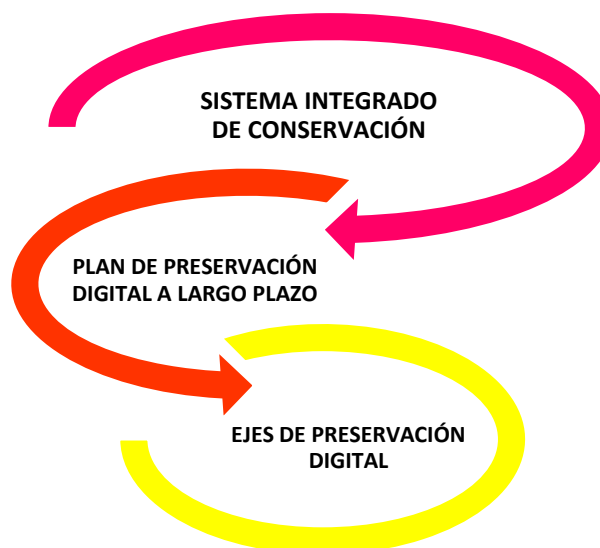 SISTEMA INTEGRADO
DE CONSERVACIÓN
PLAN DE PRESERVACIÓN
DIGITAL A LARGO PLAZO
EJES DE PRESERVACIÓN
DIGITAL